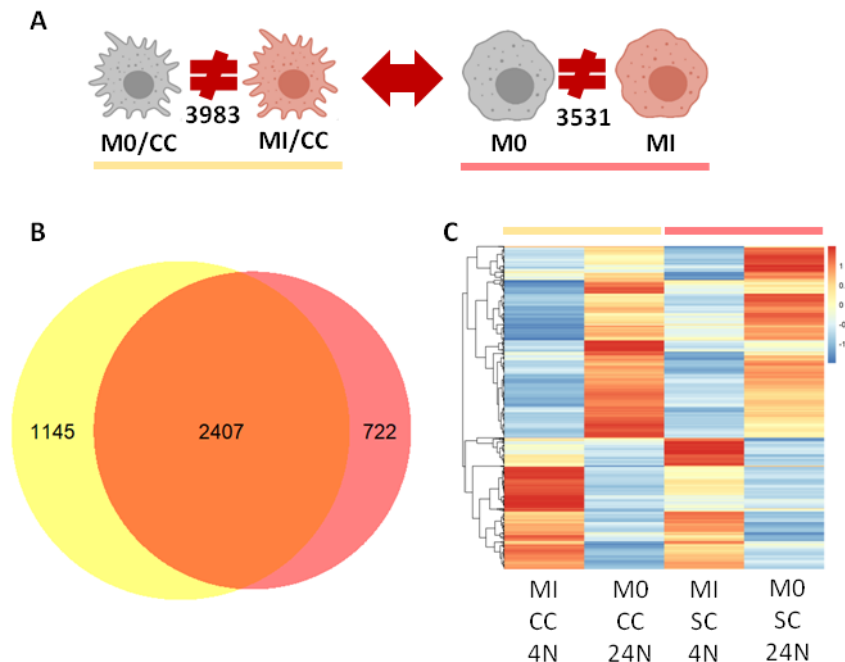 A
3983
3531
M0/CC
MI/CC
M0
MI
B
C
1145
2407
722
1
0
-0
-1
MI M0 MI M0
CC CC SC SC
4N 24N 4N 24N